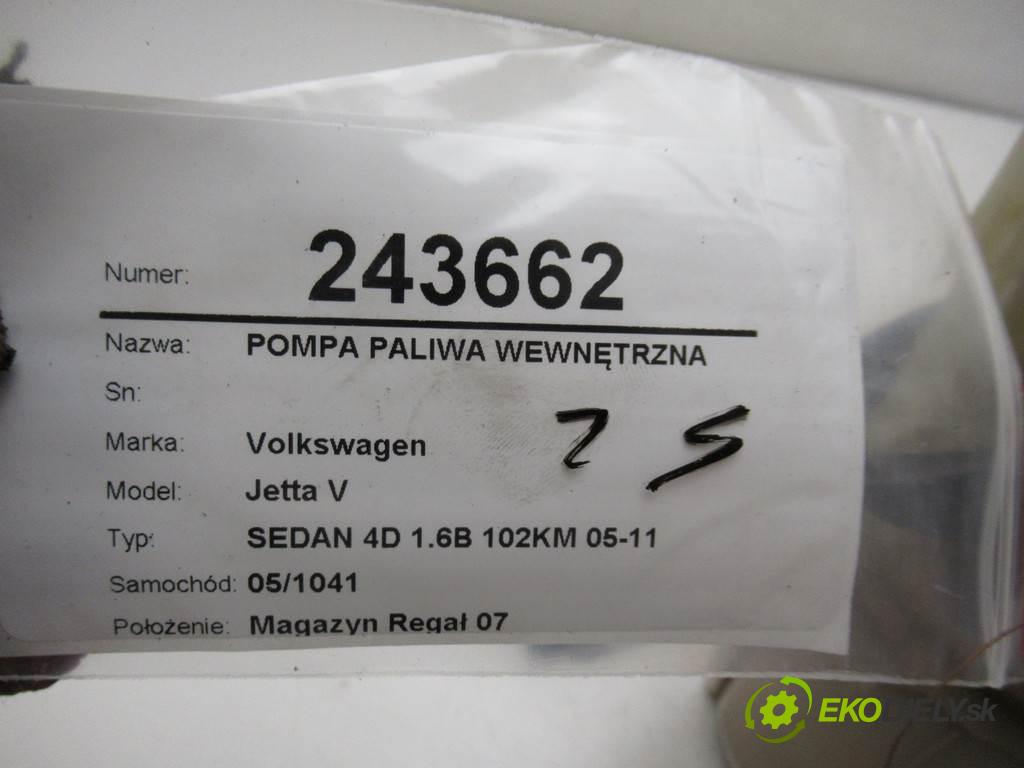 Numer: 243662
Nazwa: POMPA PALIWA WEWNĘTRZNA
Sn:
Marka: Volkswagen
Model: Jetta V
Typ: SEDAN 4D 1.6B 102KM 05-11
Samochód: 05/1041
Położenie: Magazyn Regał 07
EKODIELY.sk